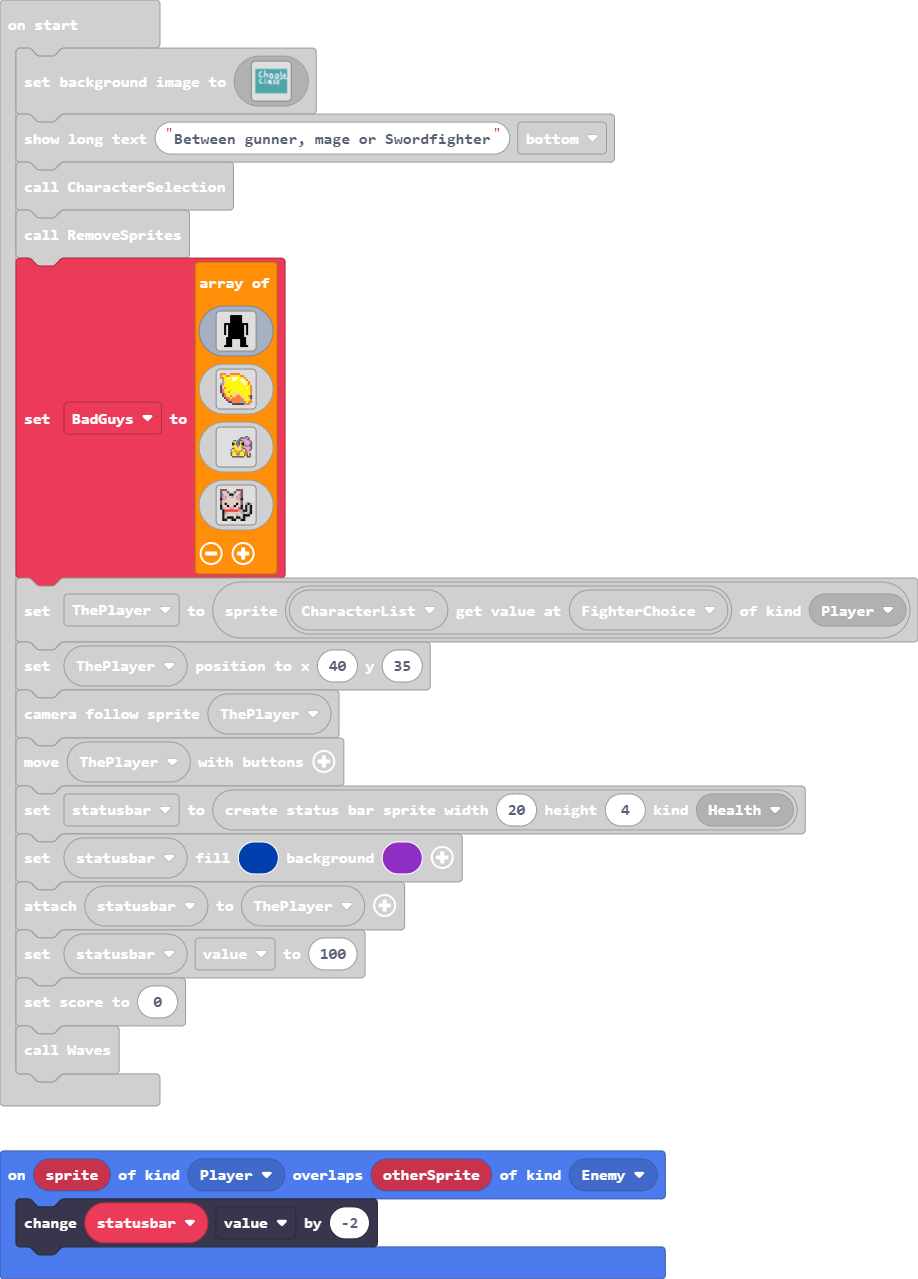 on start
set background image to Choose class
show long text "Between gunner, mage or Swordfighter" bottom
call CharacterSelection
call RemoveSprites
array of
set BadGuys to
set ThePlayer to sprite CharacterList get value at FighterChoice of kind Player
set ThePlayer position to x 40 y 35
camera follow sprite ThePlayer
move ThePlayer with buttons
set statusbar to create status bar sprite width 20 height 4 kind Health
set statusbar fill background
attach statusbar to ThePlayer
set statusbar value to 100
set score to 0
call Waves
on sprite of kind Player overlaps otherSprite of kind Enemy
change statusbar value by -2